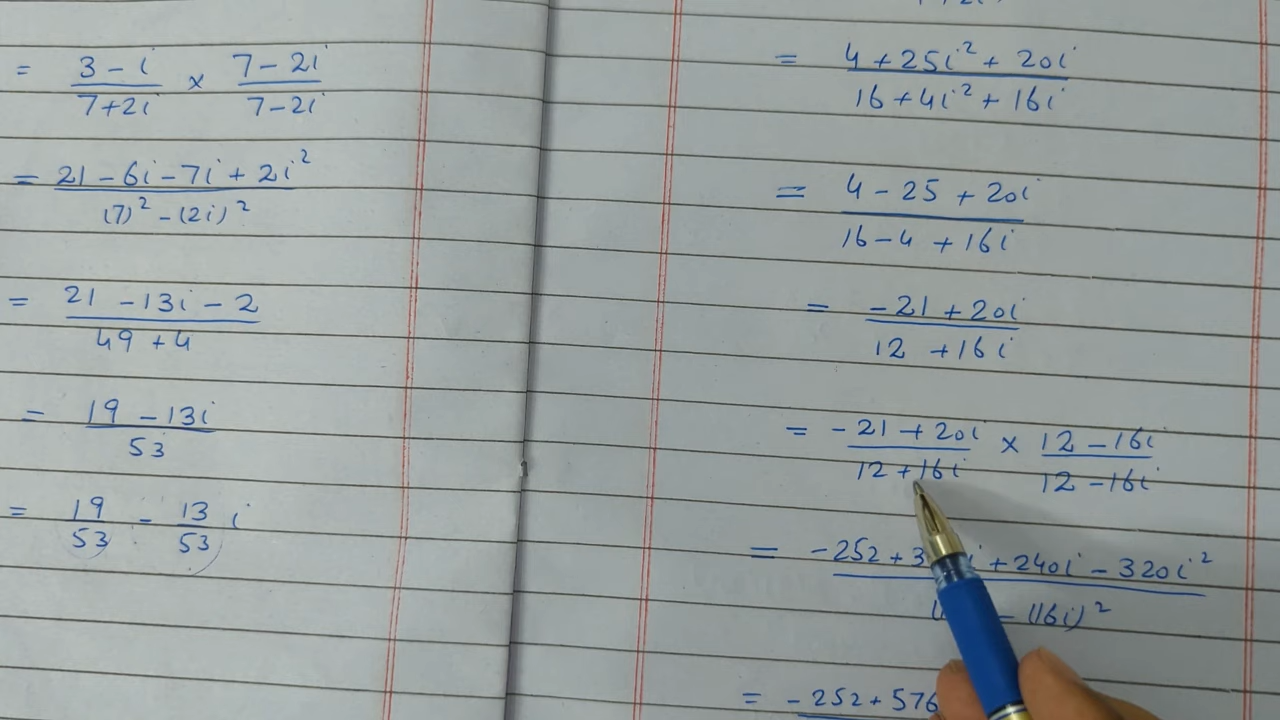 = 3 - i / 7+2i × 7-2i / 7-2i
= 21 - 6i - 7i + 2i² / (7)² - (2i)²
= 21 - 13i - 2 / 49 + 4
= 19 - 13i / 53
= 19/53 - 13/53 i
= 4 + 25i² + 20i / 16 + 4i² + 16i
= 4 - 25 + 20i / 16 - 4 + 16i
= -21 + 20i / 12 + 16i
= -21 + 20i / 12 + 16i × 12 - 16i / 12 - 16i
= -252 + 3 i + 240i - 320i² / - (16i)²
= -252 + 576